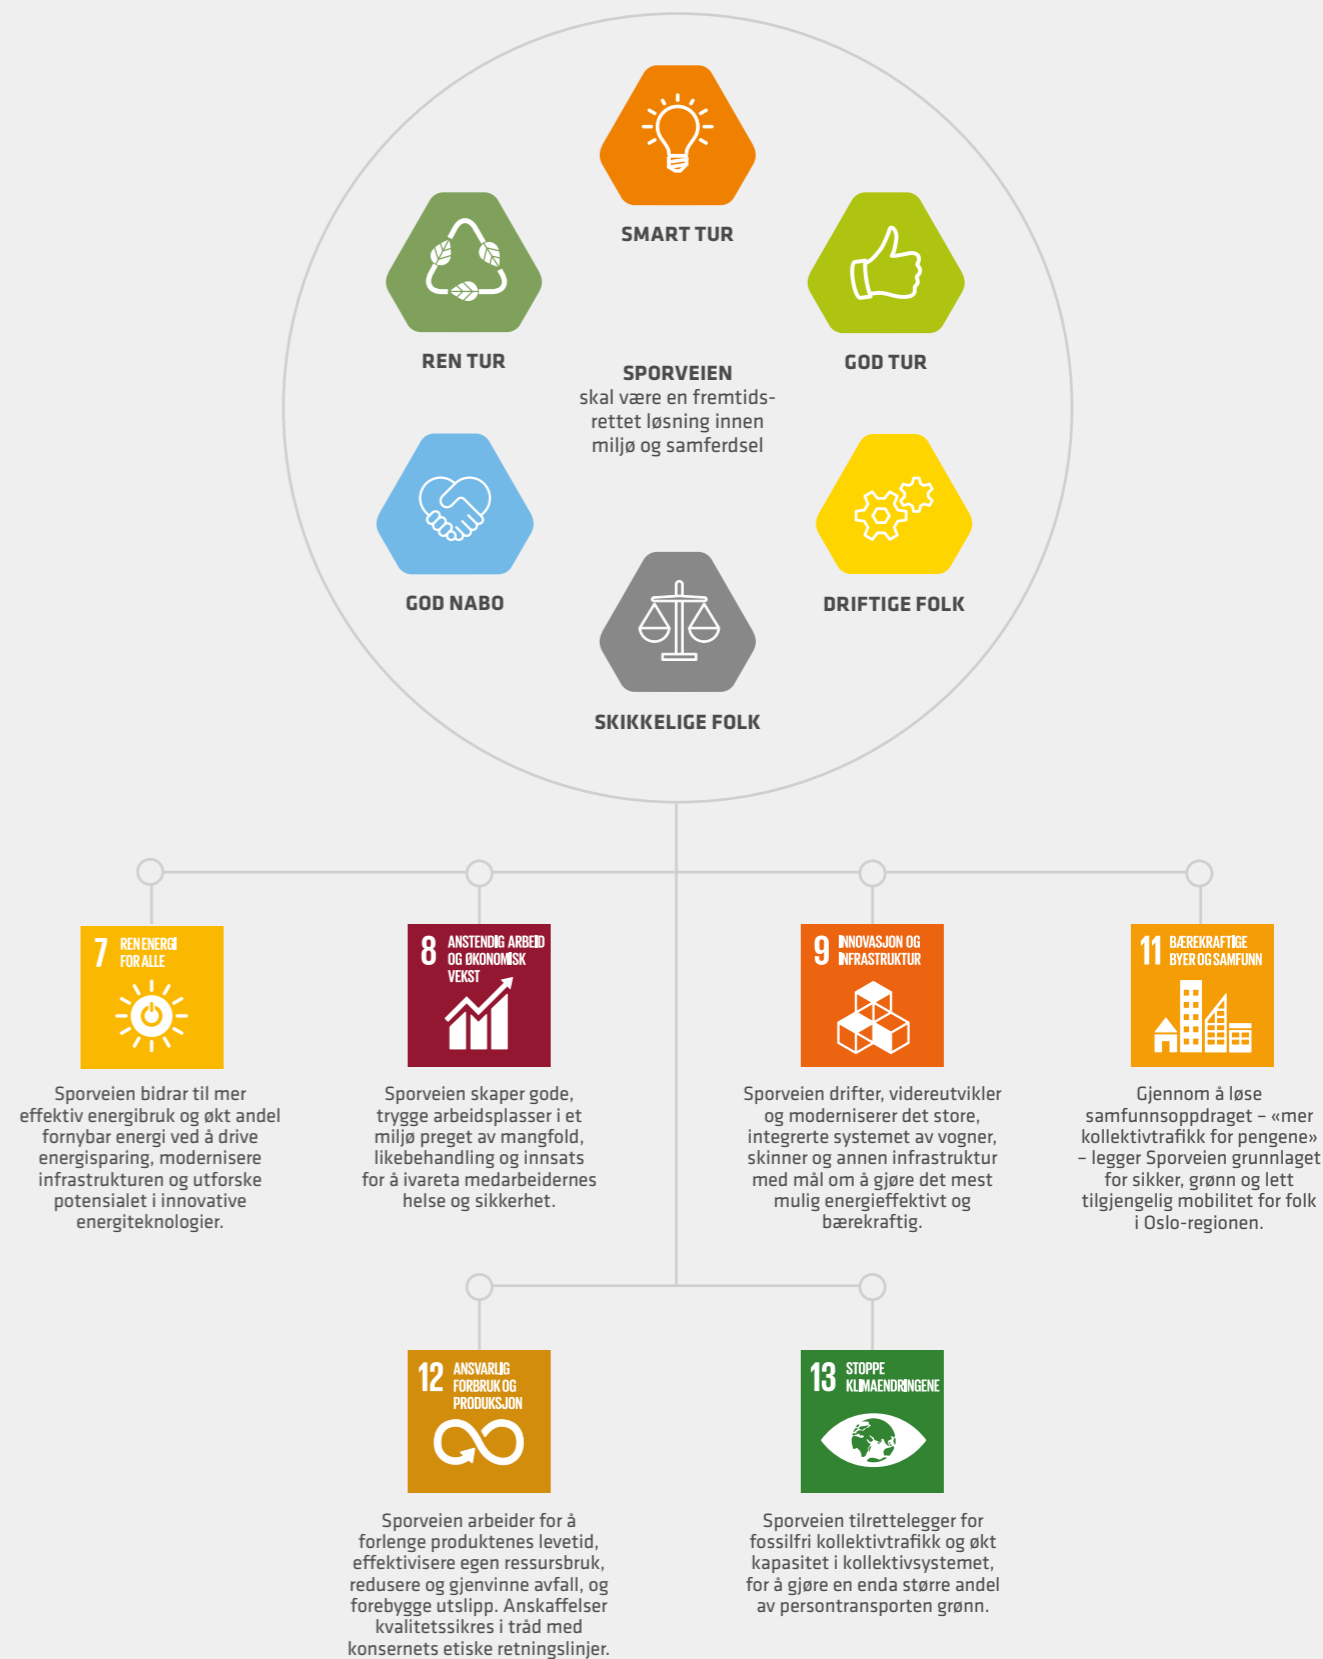 SMART TUR
REN TUR
GOD TUR
SPORVEIEN
skal være en fremtids-
rettet løsning innen
miljø og samferdsel
GOD NABO
DRIFTIGE FOLK
SKIKKELIGE FOLK
7 REN ENERGI
FOR ALLE
Sporveien bidrar til mer
effektiv energibruk og økt andel
fornybar energi ved å drive
energisparing, modernisere
infrastrukturen og utforske
potensialet i innovative
energiteknologier.
8 ANSTENDIG ARBEID
OG ØKONOMISK
VEKST
Sporveien skaper gode,
trygge arbeidsplasser i et
miljø preget av mangfold,
likebehandling og innsats
for å ivareta medarbeidernes
helse og sikkerhet.
9 INNOVASJON OG
INFRASTRUKTUR
Sporveien drifter, videreutvikler
og moderniserer det store,
integrerte systemet av vogner,
skinner og annen infrastruktur
med mål om å gjøre det mest
mulig energieffektivt og
bærekraftig.
11 BÆREKRAFTIGE
BYER OG SAMFUNN
Gjennom å løse
samfunnsoppdraget – «mer
kollektivtrafikk for pengene»
– legger Sporveien grunnlaget
for sikker, grønn og lett
tilgjengelig mobilitet for folk
i Oslo-regionen.
12 ANSVARLIG
FORBRUK OG
PRODUKSJON
Sporveien arbeider for å
forlenge produktenes levetid,
effektivisere egen ressursbruk,
redusere og gjenvinne avfall, og
forebygge utslipp. Anskaffelser
kvalitetssikres i tråd med
konsernets etiske retningslinjer.
13 STOPPE
KLIMAENDRINGENE
Sporveien tilrettelegger for
fossilfri kollektivtrafikk og økt
kapasitet i kollektivsystemet,
for å gjøre en enda større andel
av persontransporten grønn.